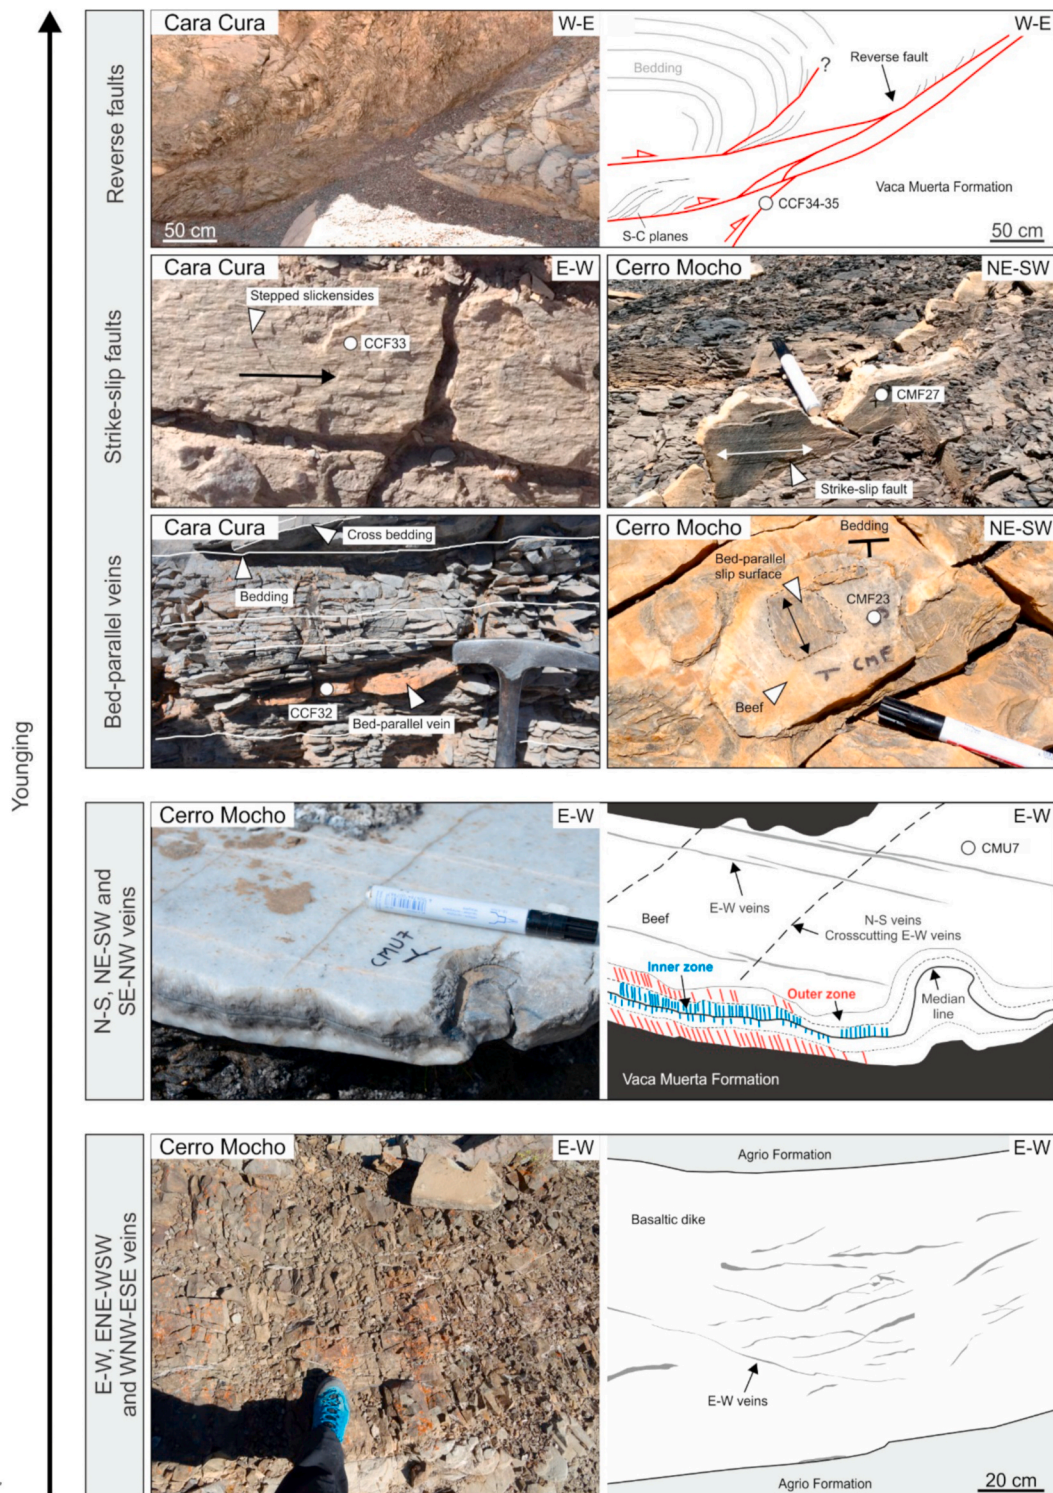 Younging
Reverse faults
Cara Cura
W-E
50 cm
W-E
Bedding
?
Reverse fault
Vaca Muerta Formation
CCF34-35
S-C planes
50 cm
Strike-slip faults
Cara Cura
E-W
Stepped slickensides
CCF33
Cerro Mocho
NE-SW
CMF27
Strike-slip fault
Bed-parallel veins
Cara Cura
Cross bedding
Bedding
CCF32
Bed-parallel vein
Cerro Mocho
NE-SW
Bedding
Bed-parallel
slip surface
CMF23
CMF
Beef
N-S, NE-SW and
SE-NW veins
Cerro Mocho
E-W
CMU7
E-W
CMU7
E-W veins
Beef
N-S veins
Crosscutting E-W veins
Inner zone
Outer zone
Median
line
Vaca Muerta Formation
E-W, ENE-WSW
and WNW-ESE veins
Cerro Mocho
E-W
Agrio Formation
E-W
Basaltic dike
E-W veins
Agrio Formation
20 cm